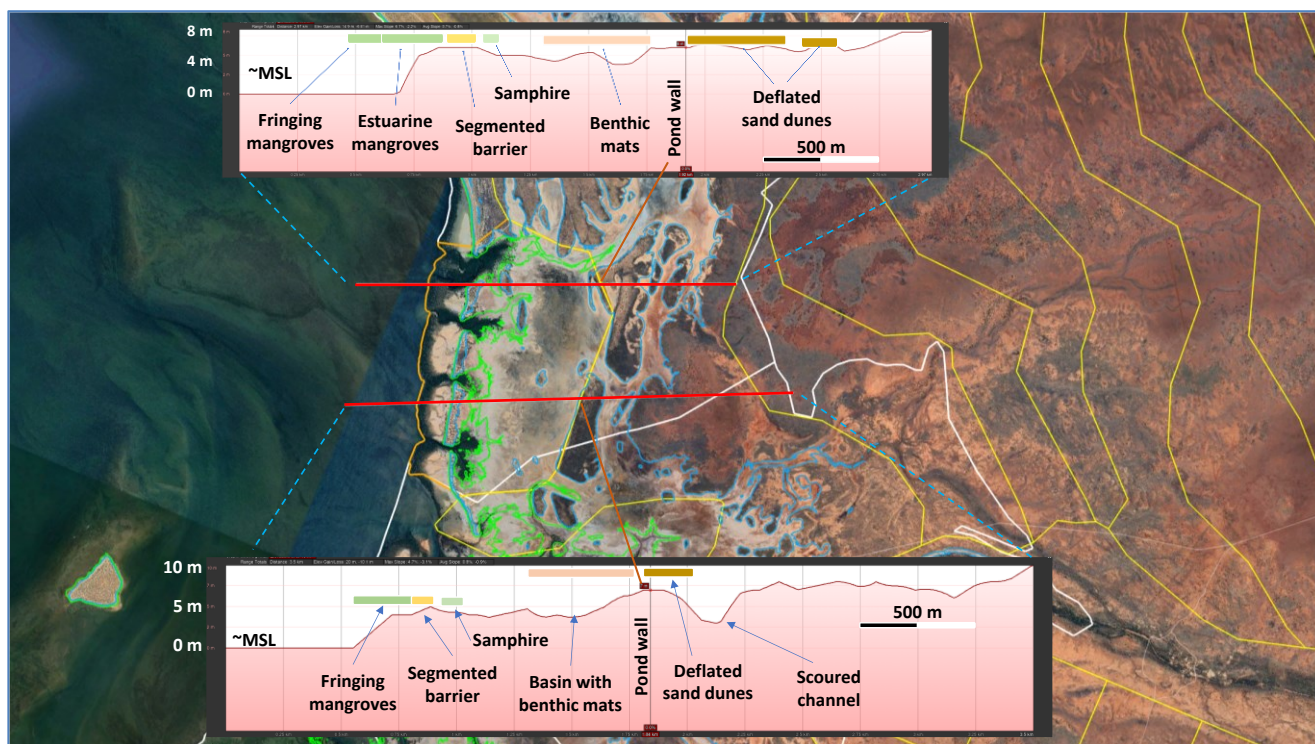 8 m
4 m
~MSL
0 m
Fringing
mangroves
Estuarine
mangroves
Segmented
barrier
Samphire
Benthic
mats
Pond wall
Deflated
sand dunes
500 m
10 m
5 m
~MSL
0 m
Fringing
mangroves
Segmented
barrier
Samphire
Basin with
benthic mats
Pond wall
Deflated
sand dunes
Scoured
channel
500 m